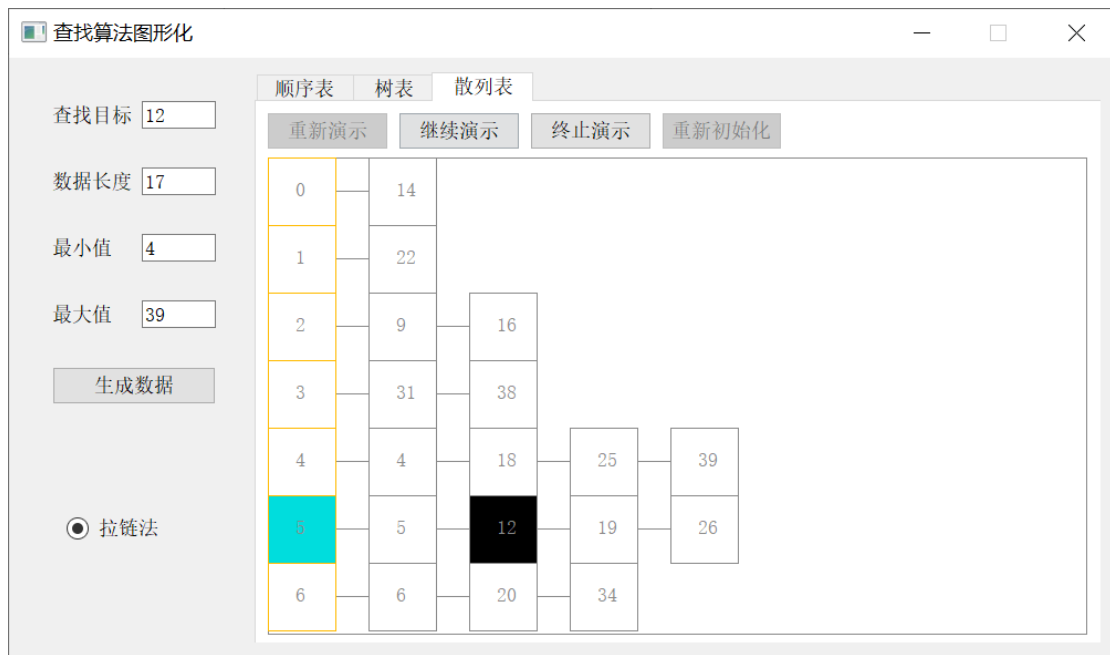 查找算法图形化
顺序表 树表 散列表
查找目标 12
重新演示 继续演示 终止演示 重新初始化
数据长度 17
最小值 4
最大值 39
生成数据
拉链法
0 14
1 22
2 9 16
3 31 38
4 4 18 25 39
5 5 12 19 26
6 6 20 34